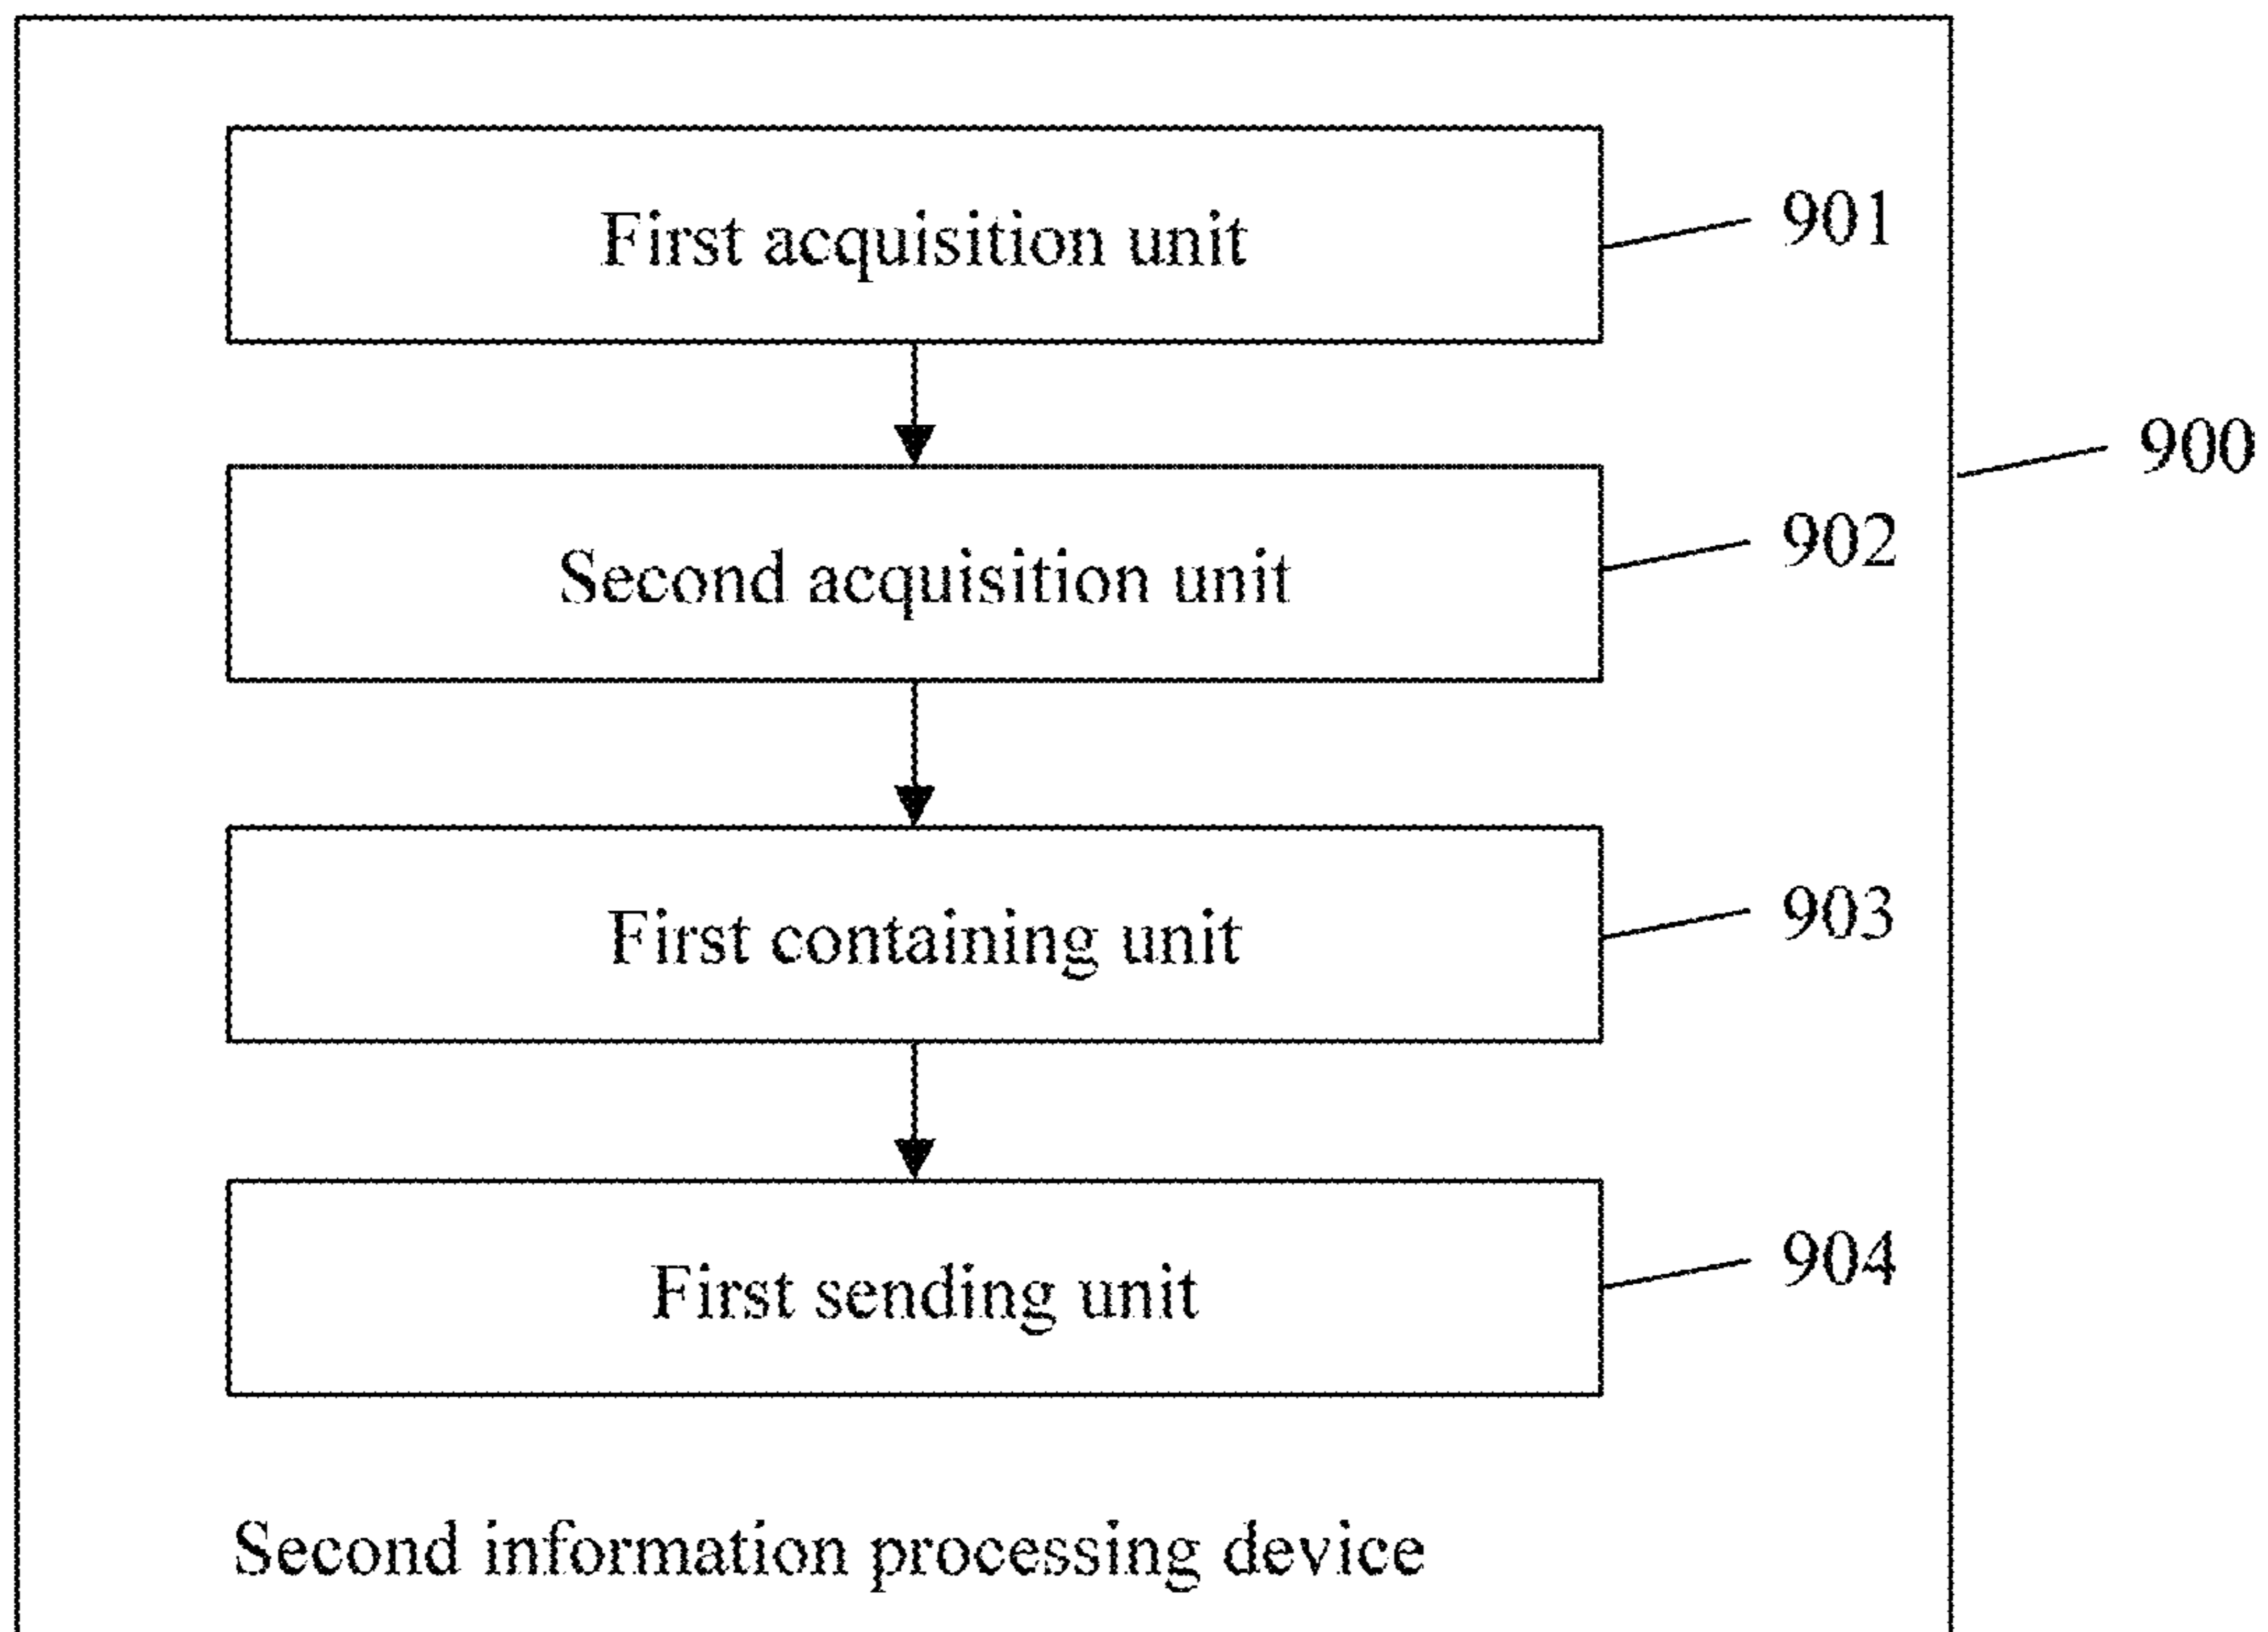 First acquisition unit
901
900
Second acquisition unit
902
First containing unit
903
First sending unit
904
Second information processing device